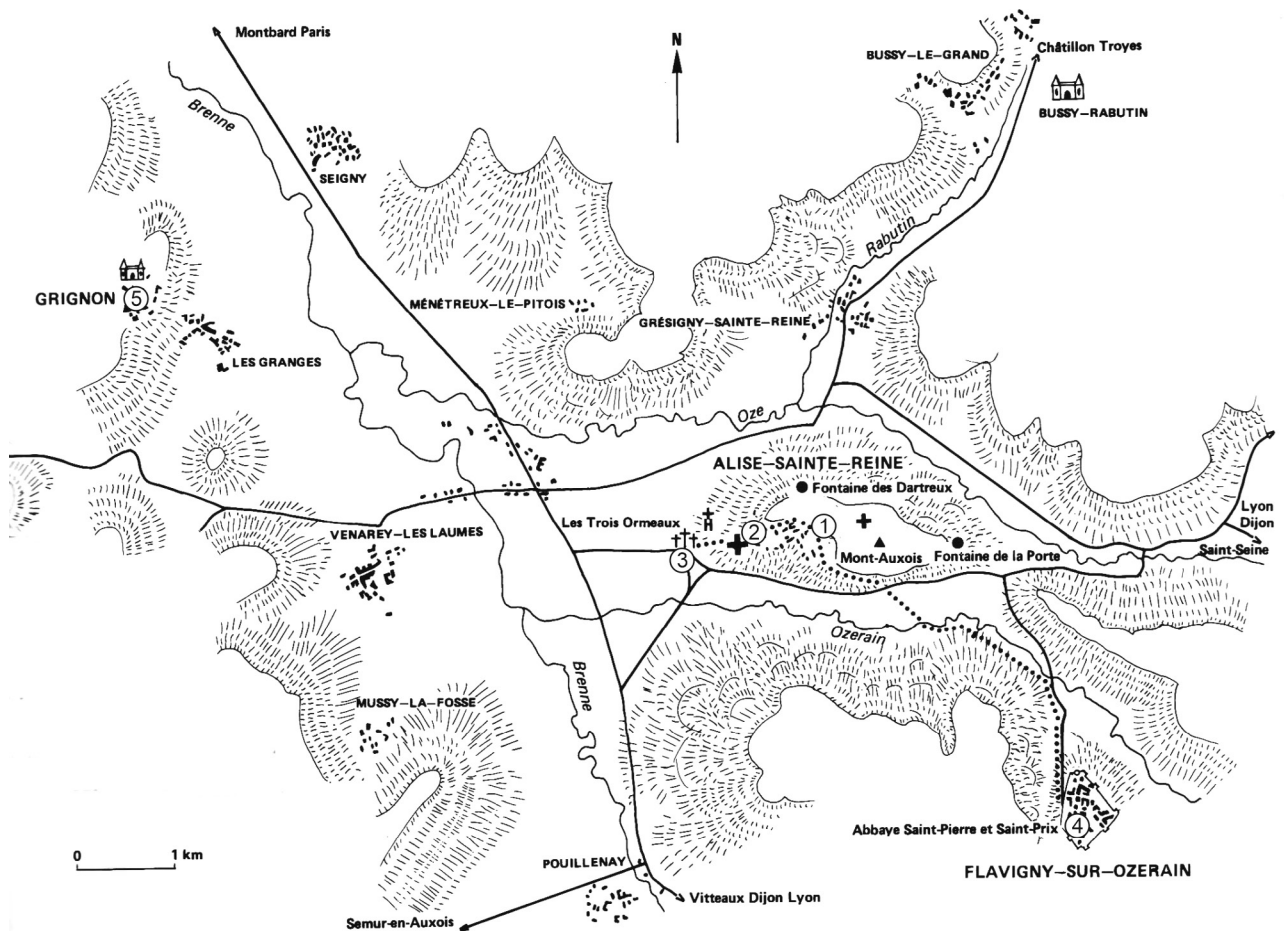 Montbard Paris
N
BUSSY–LE–GRAND
Châtillon Troyes
BUSSY–RABUTIN
Brenne
SEIGNY
Rabutin
GRIGNON
5
MÉNÉTREUX–LE–PITOIS
GRÉSIGNY–SAINTE–REINE
LES GRANGES
Oze
ALISE–SAINTE–REINE
Fontaine des Dartreux
Les Trois Ormeaux
H
2
1
Lyon
Dijon
VENAREY–LES LAUMES
3
Mont–Auxois
Fontaine de la Porte
Saint–Seine
Ozerain
Brenne
MUSSY–LA–FOSSE
Abbaye Saint–Pierre et Saint–Prix
4
0
1 km
POUILLENAY
FLAVIGNY–SUR–OZERAIN
Vitteaux Dijon Lyon
Semur–en–Auxois